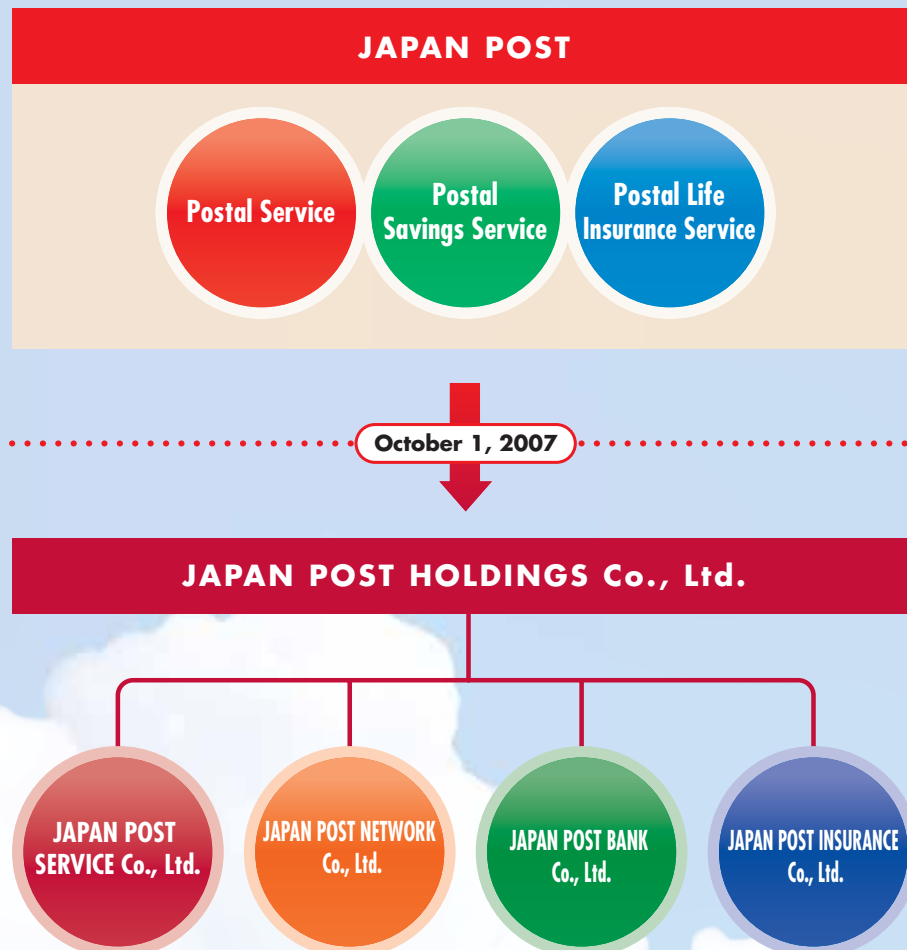 JAPAN POST
Postal Service
Postal
Savings Service
Postal Life
Insurance Service
October 1, 2007
JAPAN POST HOLDINGS Co., Ltd.
JAPAN POST
SERVICE Co., Ltd.
JAPAN POST NETWORK
Co., Ltd.
JAPAN POST BANK
Co., Ltd.
JAPAN POST INSURANCE
Co., Ltd.